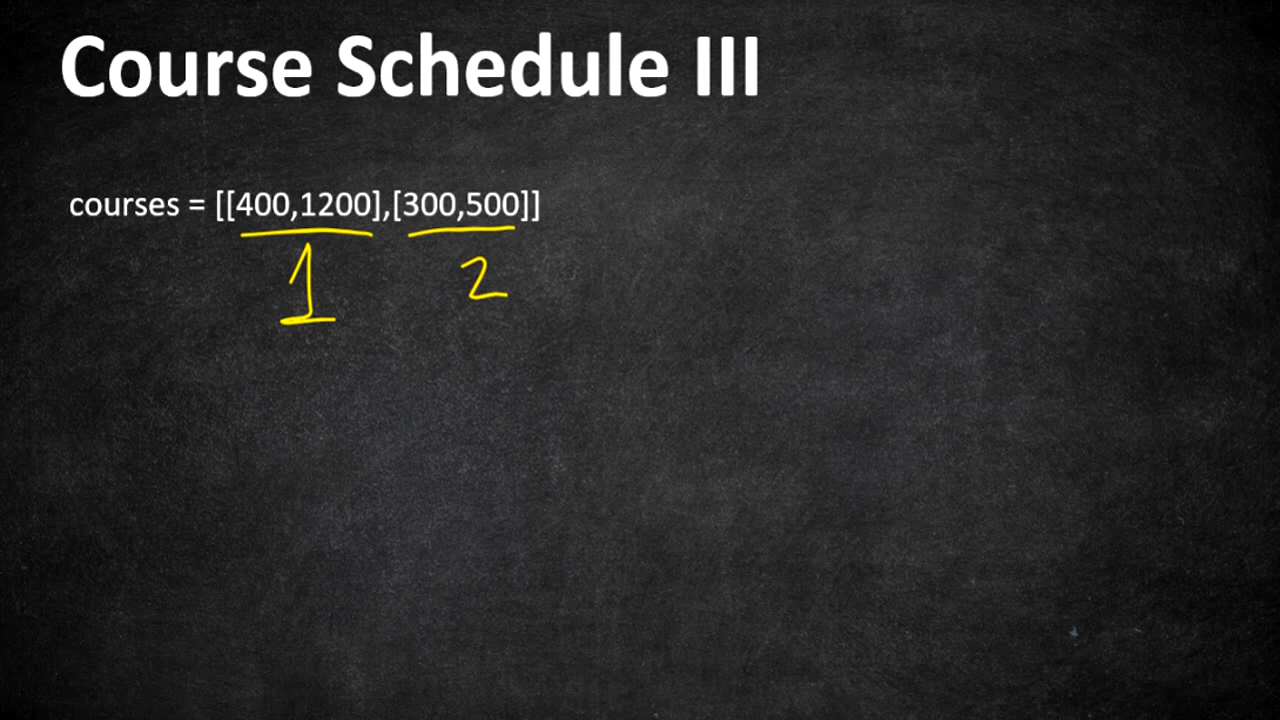 Course Schedule III
courses = [[400,1200],[300,500]]
1 2